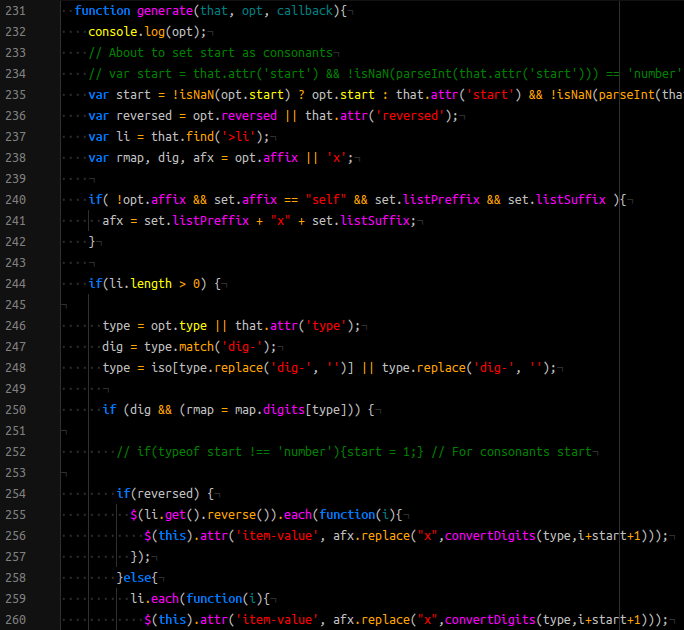 231 function generate(that, opt, callback){
232 console.log(opt);
233 // About to set start as consonants
234 // var start = that.attr('start') && !isNaN(parseInt(that.attr('start'))) == 'number'
235 var start = !isNaN(opt.start) ? opt.start : that.attr('start') && !isNaN(parseInt(tha
236 var reversed = opt.reversed || that.attr('reversed');
237 var li = that.find('>li');
238 var rmap, dig, afx = opt.affix || 'x';
239
240 if( !opt.affix && set.affix == "self" && set.listPreffix && set.listSuffix ){
241 afx = set.listPreffix + "x" + set.listSuffix;
242 }
243
244 if(li.length > 0) {
245
246 type = opt.type || that.attr('type');
247 dig = type.match('dig-');
248 type = iso[type.replace('dig-', '')] || type.replace('dig-', '');
249
250 if (dig && (rmap = map.digits[type])) {
251
252 // if(typeof start !== 'number'){start = 1;} // For consonants start
253
254 if(reversed) {
255 $(li.get().reverse()).each(function(i){
256 $(this).attr('item-value', afx.replace("x",convertDigits(type,i+start+1)));
257 });
258 }else{
259 li.each(function(i){
260 $(this).attr('item-value', afx.replace("x",convertDigits(type,i+start+1)));